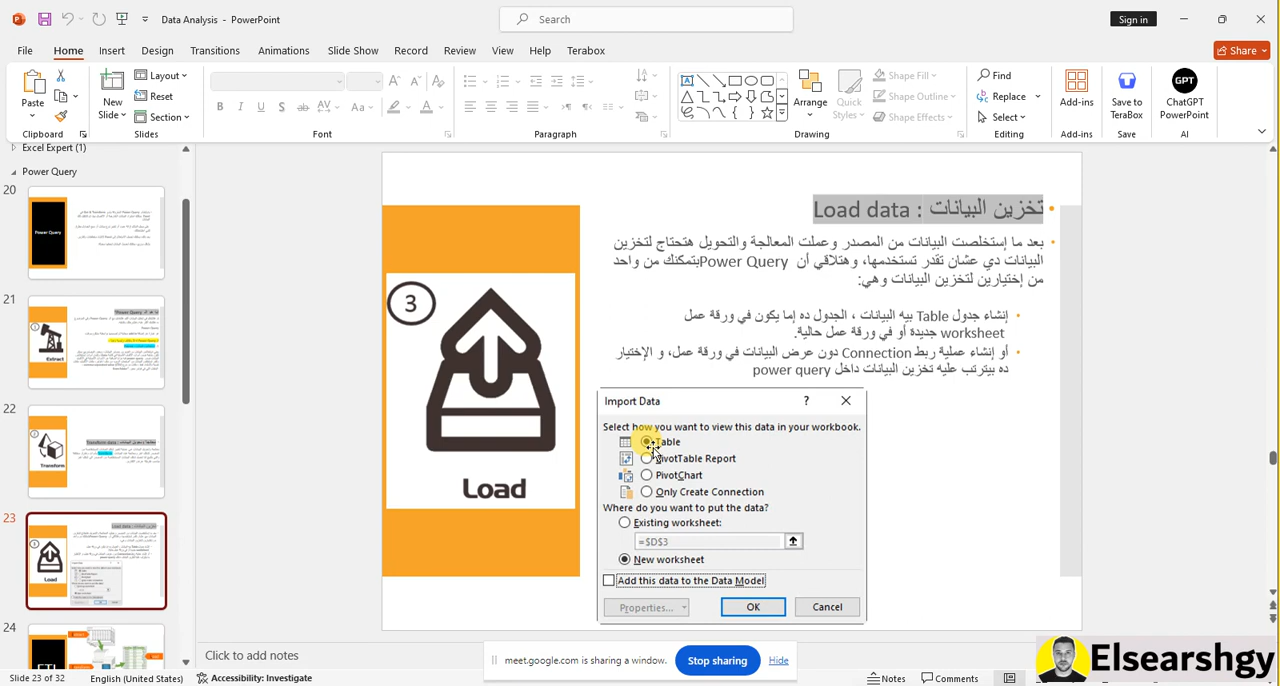 Data Analysis - PowerPoint
Search
Sign in
File Home Insert Design Transitions Animations Slide Show Record Review View Help Terabox
Share
Paste
New
Slide
Layout
Reset
Section
Find
Replace
Select
Arrange
Quick
Styles
Shape Fill
Shape Outline
Shape Effects
Add-ins
Save to
TeraBox
ChatGPT
PowerPoint
GPT
Clipboard Slides Font Paragraph Drawing Editing Add-ins Save AI
Excel Expert (1)
Power Query
20
Power Query
21
Extract
22
Transform
23
Load
24
ETL
تخزين البيانات : Load data
بعد ما إستخلصت البيانات من المصدر وعملت المعالجة والتحويل هتحتاج لتخزين
البيانات دي عشان تقدر تستخدمها، وهتلاقي أن Power Query بتمكنك من واحد
من إختيارين لتخزين البيانات وهي:
إنشاء جدول Table بيه البيانات ، الجدول ده إما يكون في ورقة عمل
worksheet جديدة أو في ورقة عمل حالية.
أو إنشاء عملية ربط Connection دون عرض البيانات في ورقة عمل، و الإختيار
ده بيترتب عليه تخزين البيانات داخل power query
3
Load
Import Data ?
Select how you want to view this data in your workbook.
Table
PivotTable Report
PivotChart
Only Create Connection
Where do you want to put the data?
Existing worksheet:
=$D$3
New worksheet
Add this data to the Data Model
Properties... OK Cancel
Click to add notes
meet.google.com is sharing a window. Stop sharing Hide
Slide 23 of 32 English (United States) Accessibility: Investigate Notes Comments
Elsearshgy